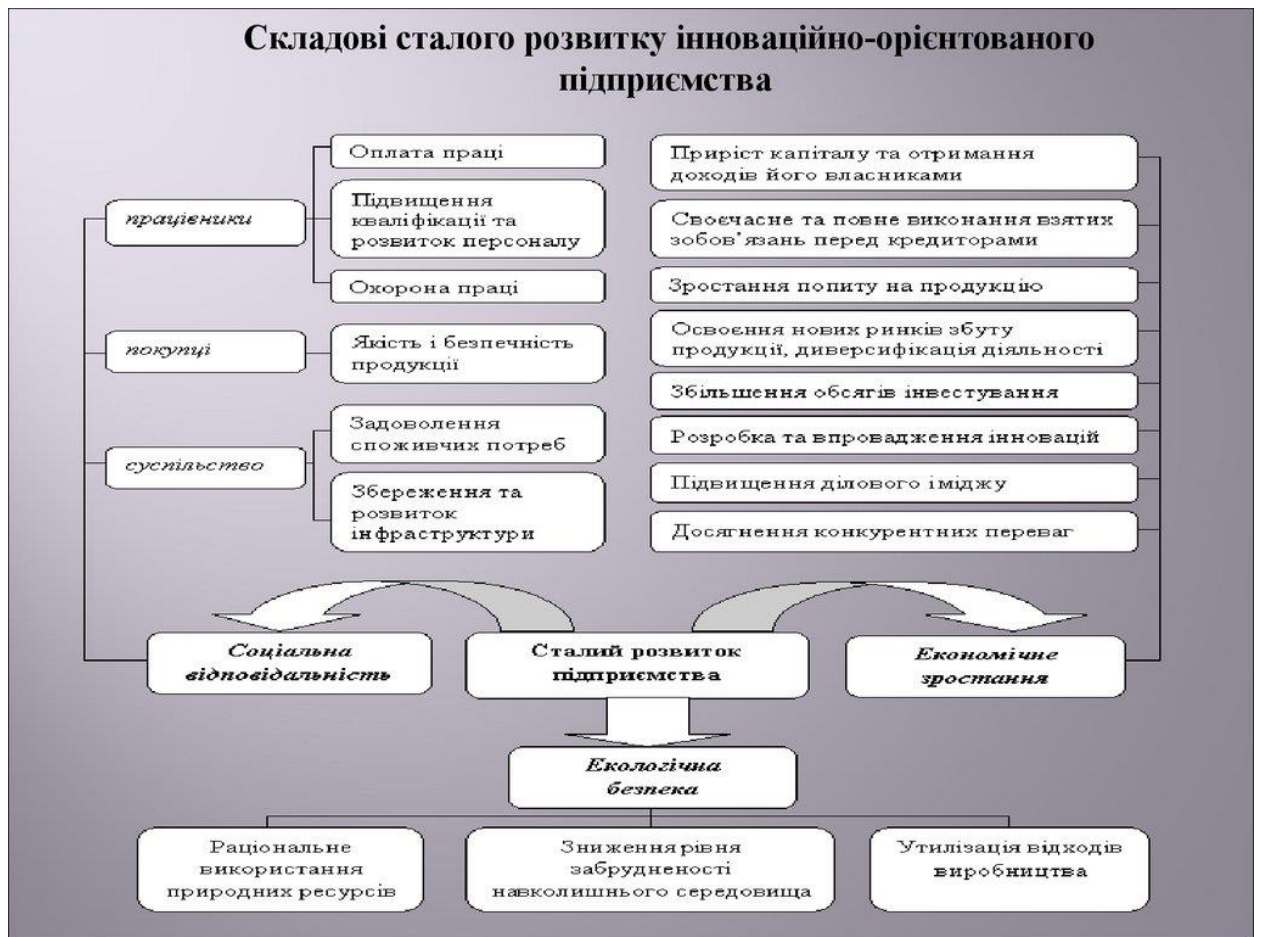 Складові сталого розвитку інноваційно-орієнтованого
підприємства
працівники
Оплата праці
Підвищення
кваліфікації та
розвиток персоналу
Охорона праці
покупці
Якість і безпечність
продукції
суспільство
Задоволення
споживчих потреб
Збереження та
розвиток
інфраструктури
Приріст капіталу та отримання
доходів його власниками
Своєчасне та повне виконання взятих
зобов’язань перед кредиторами
Зростання попиту на продукцію
Освоєння нових ринків збуту
продукції, диверсифікація діяльності
Збільшення обсягів інвестування
Розробка та впровадження інновацій
Підвищення ділового іміджу
Досягнення конкурентних переваг
Соціальна
відповідальність
Сталий розвиток
підприємства
Економічне
зростання
Екологічна
безпека
Раціональне
використання
природних ресурсів
Зниження рівня
забрудненості
навколишнього середовища
Утилізація відходів
виробництва